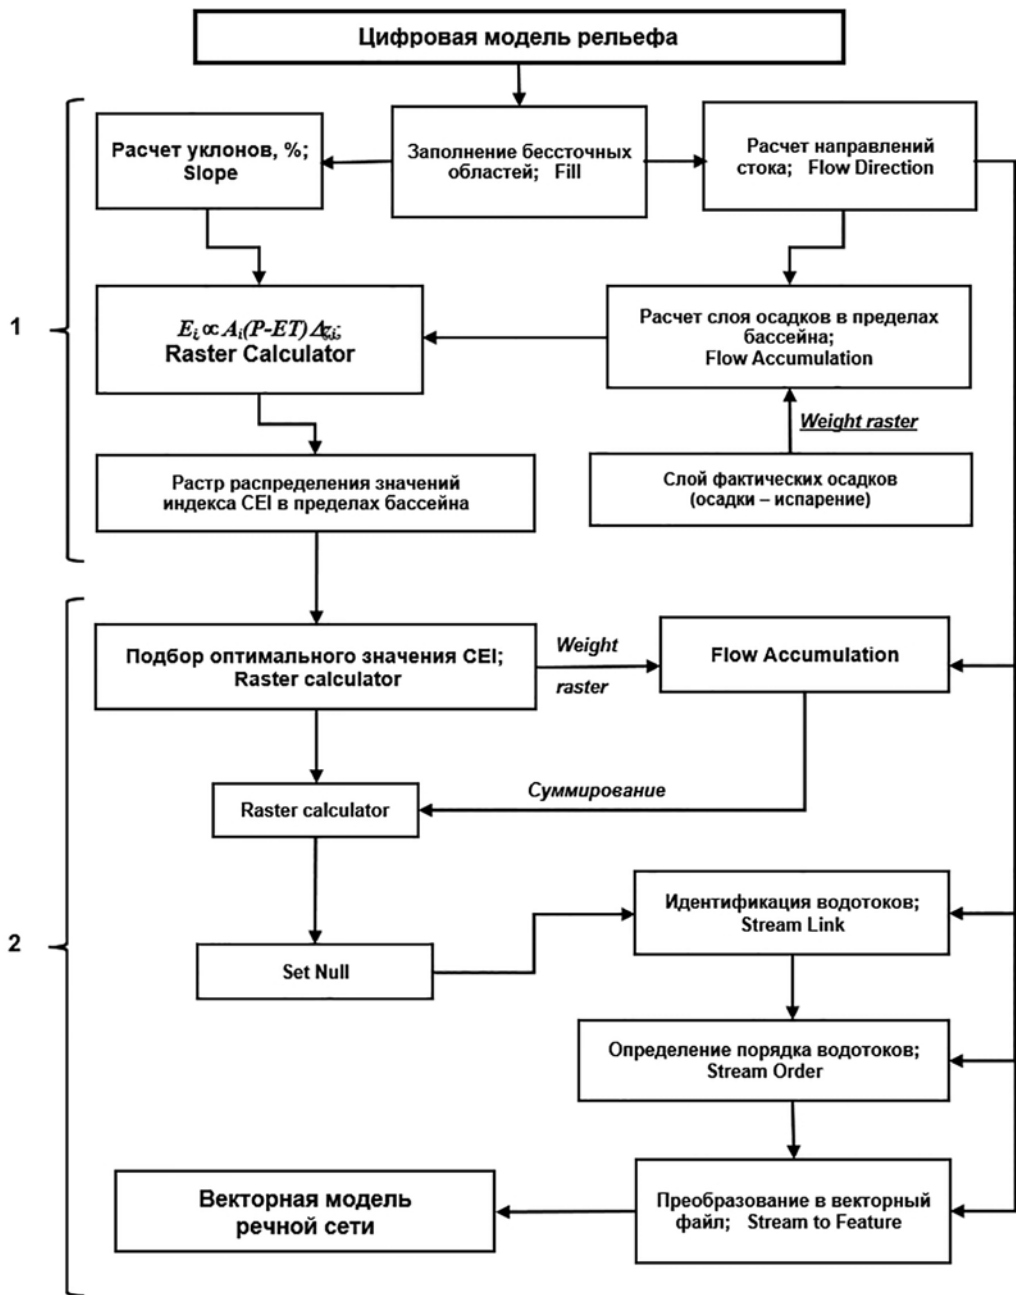 Цифровая модель рельефа
Расчет уклонов, %;
Slope
Заполнение бессточных
областей; Fill
Расчет направлений
стока; Flow Direction
1
E_i ∝ A_i(P-ET)Δ
Raster Calculator
Расчет слоя осадков в пределах
бассейна;
Flow Accumulation
Weight raster
Растр распределения значений
индекса CEI в пределах бассейна
Слой фактических осадков
(осадки – испарение)
2
Подбор оптимального значения CEI;
Raster calculator
Weight
raster
Flow Accumulation
Raster calculator
Суммирование
Идентификация водотоков;
Stream Link
Set Null
Определение порядка водотоков;
Stream Order
Преобразование в векторный
файл; Stream to Feature
Векторная модель
речной сети